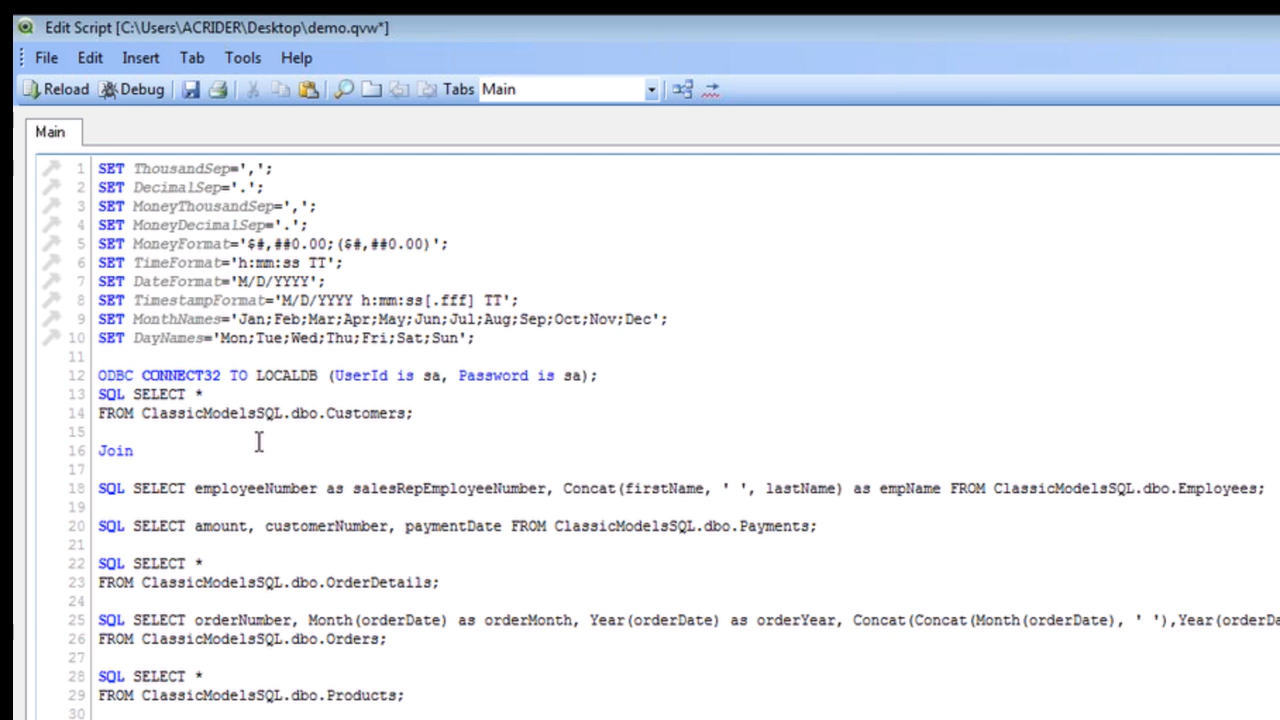 Edit Script [C:\Users\ACRIDER\Desktop\demo.qvw*]
File Edit Insert Tab Tools Help
Reload Debug Tabs Main
Main
1 SET ThousandSep=',';
2 SET DecimalSep='.';
3 SET MoneyThousandSep=',';
4 SET MoneyDecimalSep='.';
5 SET MoneyFormat='$#,##0.00;($#,##0.00)';
6 SET TimeFormat='h:mm:ss TT';
7 SET DateFormat='M/D/YYYY';
8 SET TimestampFormat='M/D/YYYY h:mm:ss[.fff] TT';
9 SET MonthNames='Jan;Feb;Mar;Apr;May;Jun;Jul;Aug;Sep;Oct;Nov;Dec';
10 SET DayNames='Mon;Tue;Wed;Thu;Fri;Sat;Sun';
11
12 ODBC CONNECT32 TO LOCALDB (UserId is sa, Password is sa);
13 SQL SELECT *
14 FROM ClassicModelsSQL.dbo.Customers;
15
16 Join
17
18 SQL SELECT employeeNumber as salesRepEmployeeNumber, Concat(firstName, ' ', lastName) as empName FROM ClassicModelsSQL.dbo.Employees;
19
20 SQL SELECT amount, customerNumber, paymentDate FROM ClassicModelsSQL.dbo.Payments;
21
22 SQL SELECT *
23 FROM ClassicModelsSQL.dbo.OrderDetails;
24
25 SQL SELECT orderNumber, Month(orderDate) as orderMonth, Year(orderDate) as orderYear, Concat(Concat(Month(orderDate), ' '),Year(orderDa
26 FROM ClassicModelsSQL.dbo.Orders;
27
28 SQL SELECT *
29 FROM ClassicModelsSQL.dbo.Products;
30